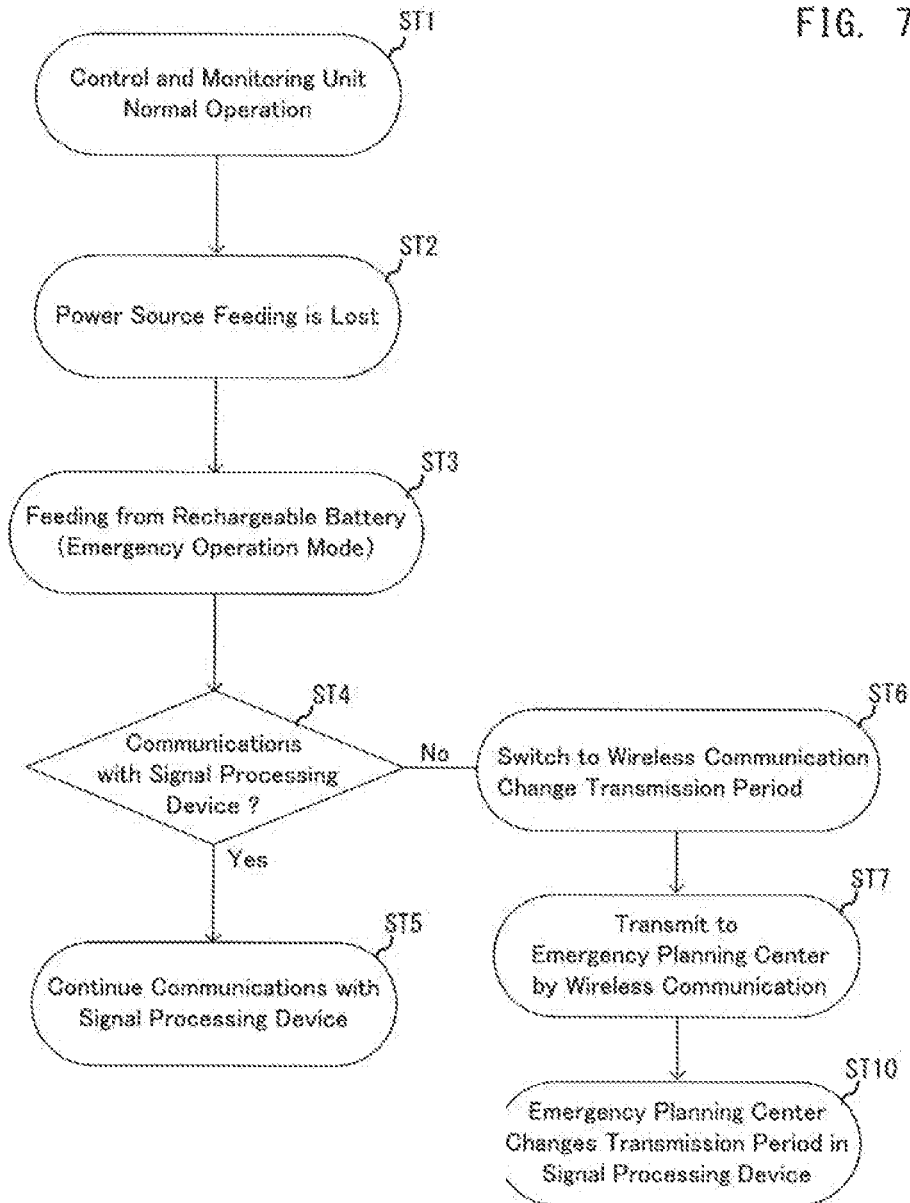 FIG. 7
ST1
Control and Monitoring Unit
Normal Operation
ST2
Power Source Feeding is Lost
ST3
Feeding from Rechargeable Battery
(Emergency Operation Mode)
ST4
Communications
with Signal Processing
Device ?
No
Yes
ST5
Continue Communications with
Signal Processing Device
ST6
Switch to Wireless Communication
Change Transmission Period
ST7
Transmit to
Emergency Planning Center
by Wireless Communication
ST10
Emergency Planning Center
Changes Transmission Period in
Signal Processing Device